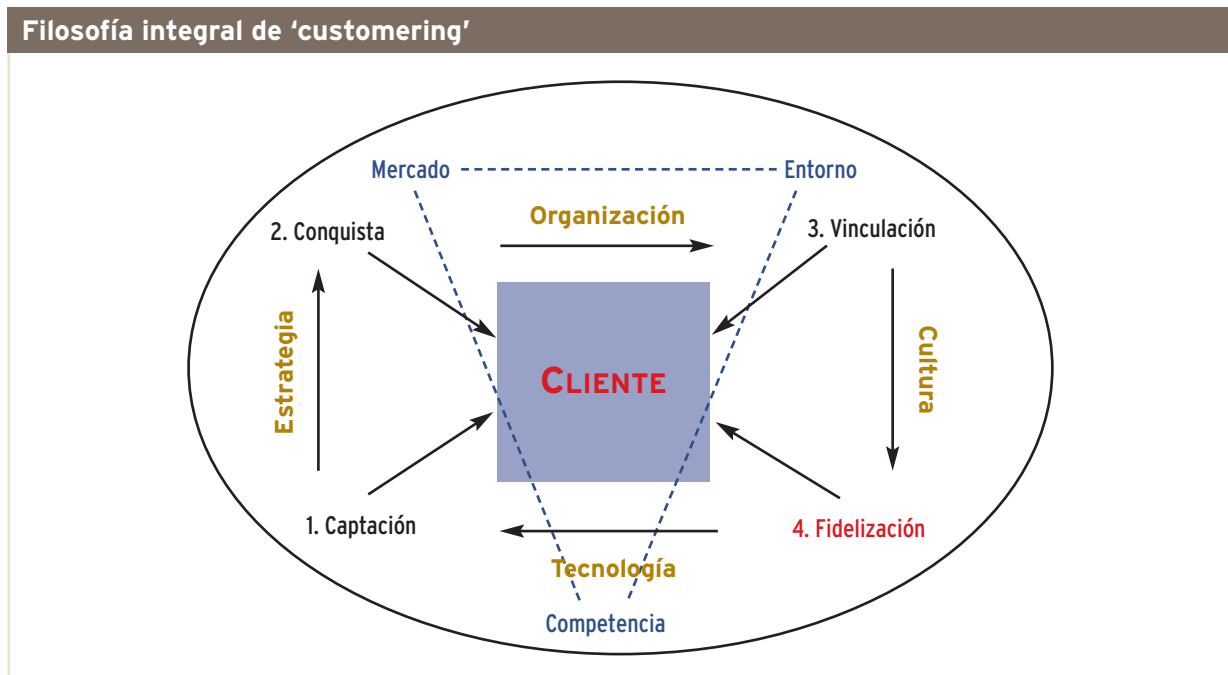 Filosofía integral de ‘customering’
Mercado
Entorno
Organización
2. Conquista
3. Vinculación
Estrategia
CLIENTE
Cultura
1. Captación
4. Fidelización
Tecnología
Competencia